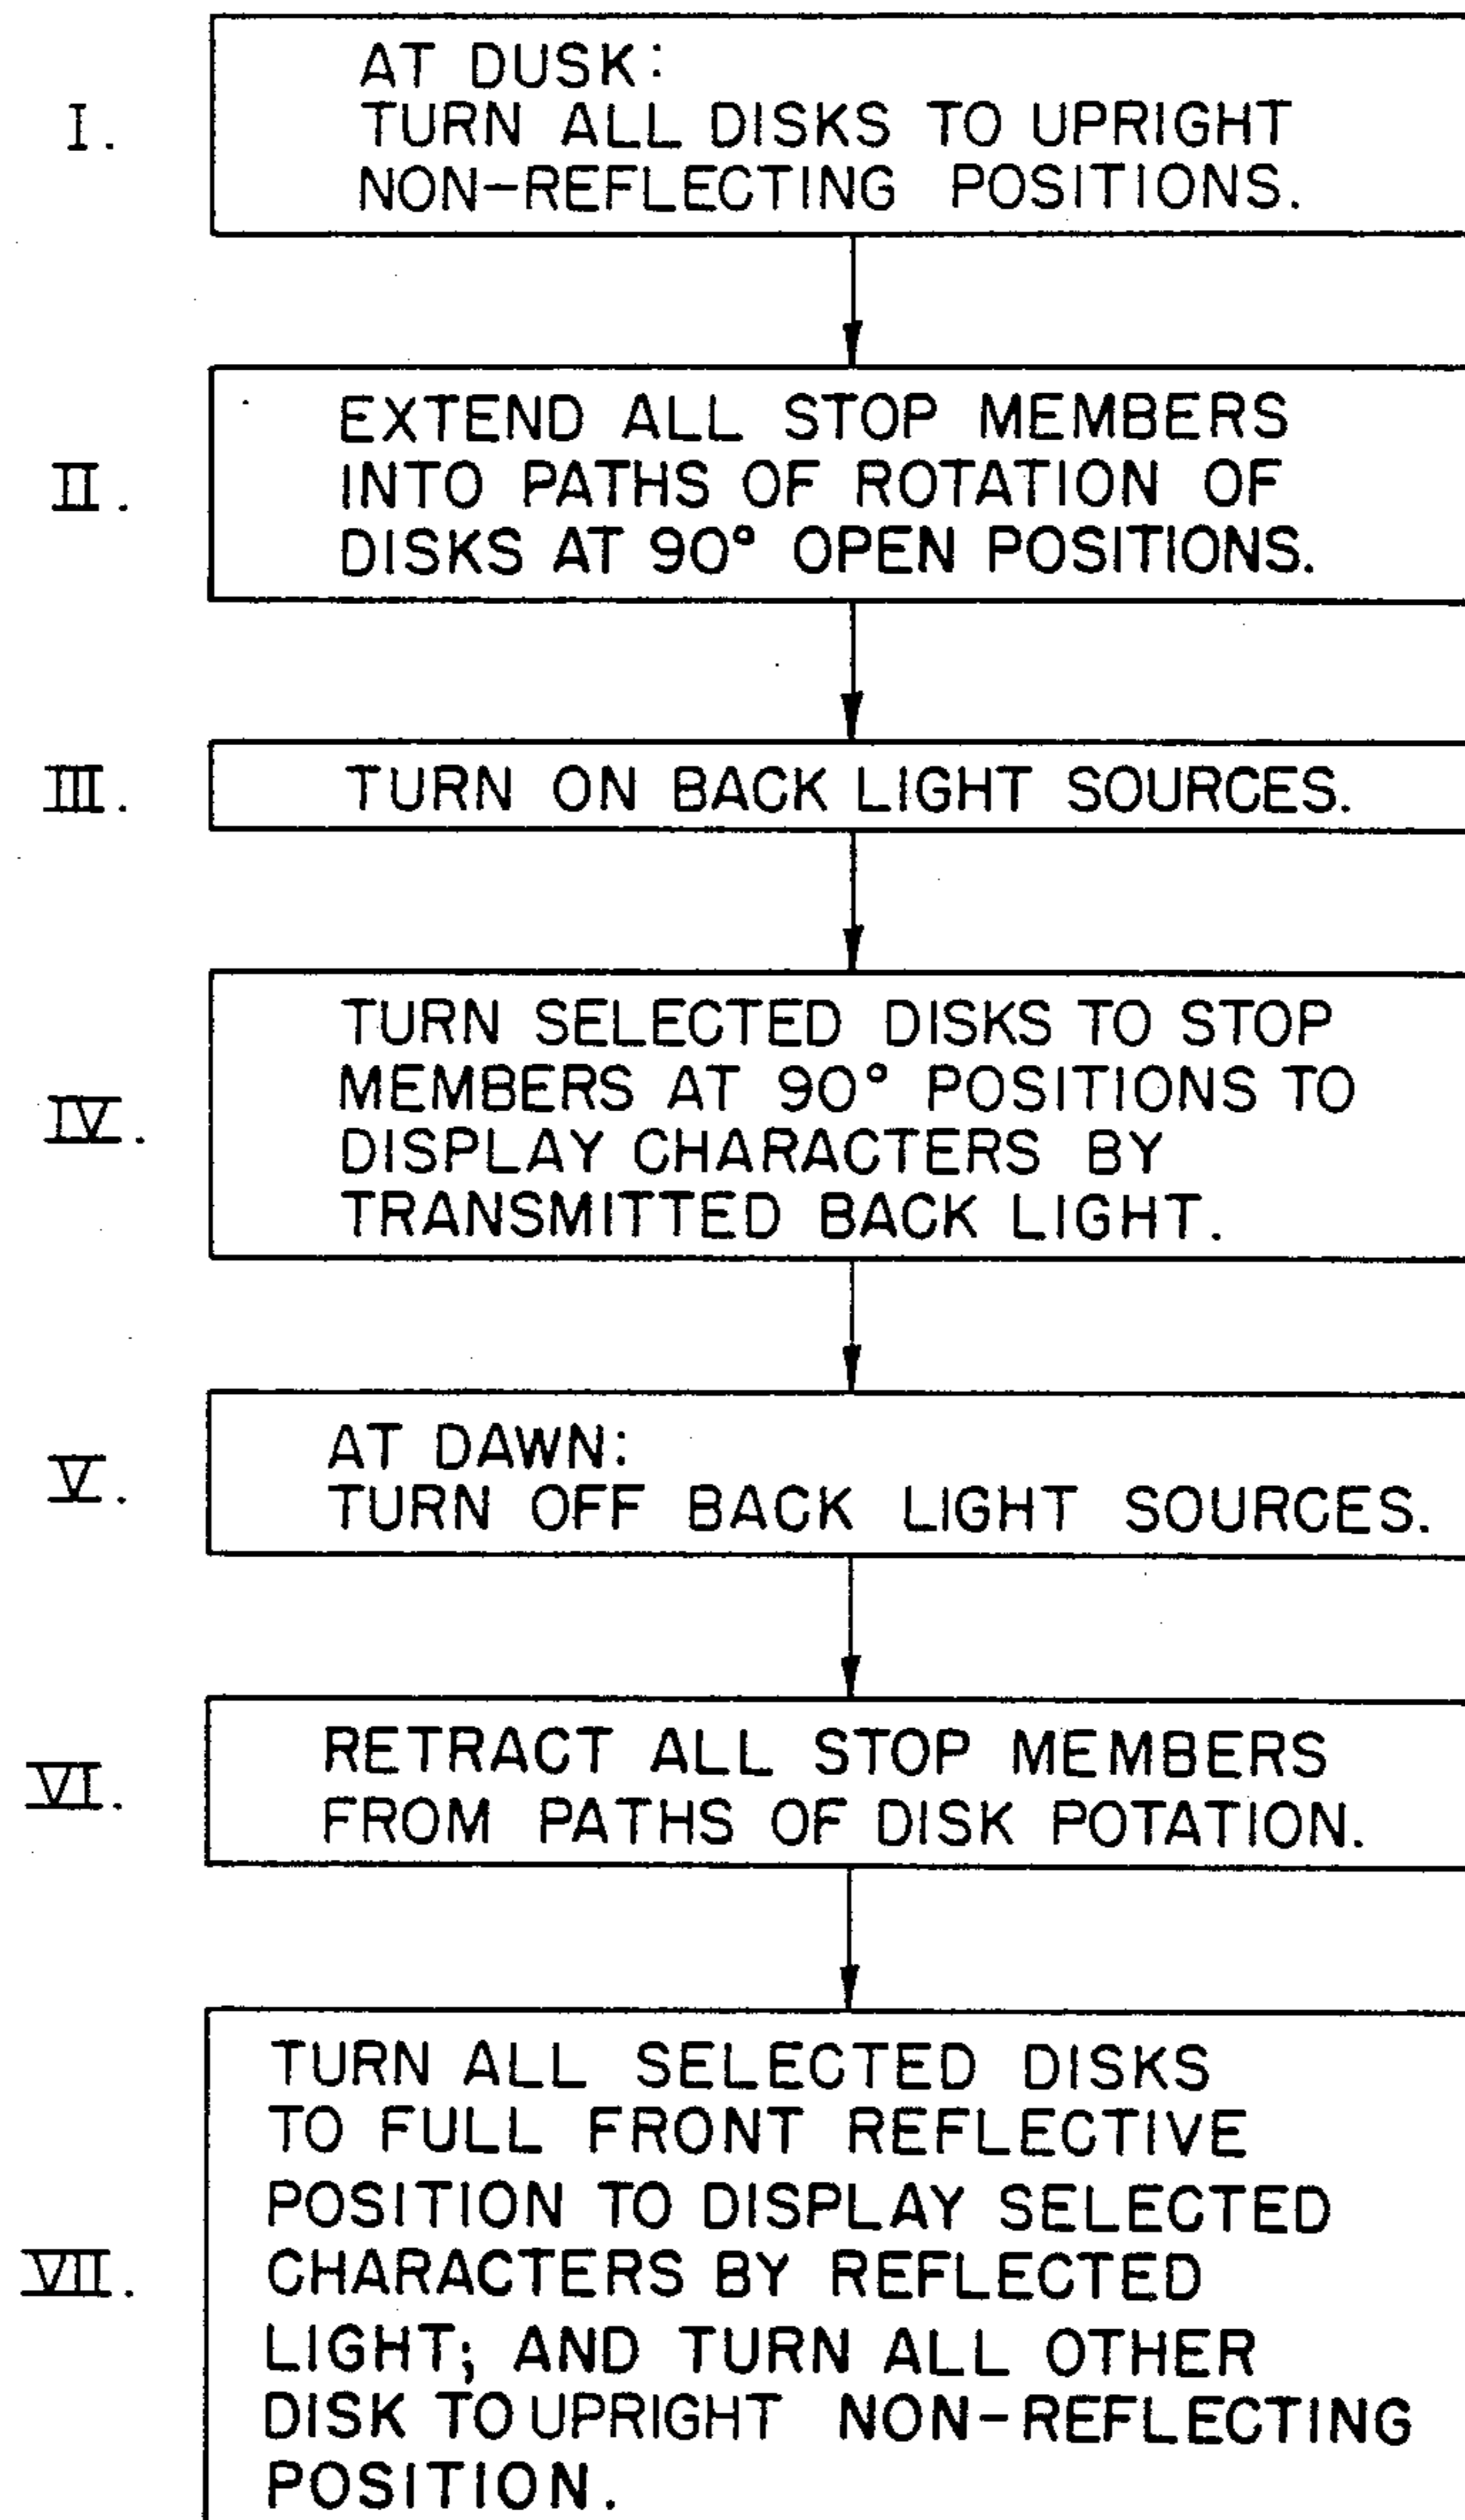 I.
AT DUSK:
TURN ALL DISKS TO UPRIGHT
NON-REFLECTING POSITIONS.
II.
EXTEND ALL STOP MEMBERS
INTO PATHS OF ROTATION OF
DISKS AT 90° OPEN POSITIONS.
III.
TURN ON BACK LIGHT SOURCES.
IV.
TURN SELECTED DISKS TO STOP
MEMBERS AT 90° POSITIONS TO
DISPLAY CHARACTERS BY
TRANSMITTED BACK LIGHT.
V.
AT DAWN:
TURN OFF BACK LIGHT SOURCES.
VI.
RETRACT ALL STOP MEMBERS
FROM PATHS OF DISK POTATION.
VII.
TURN ALL SELECTED DISKS
TO FULL FRONT REFLECTIVE
POSITION TO DISPLAY SELECTED
CHARACTERS BY REFLECTED
LIGHT; AND TURN ALL OTHER
DISK TO UPRIGHT NON-REFLECTING
POSITION.